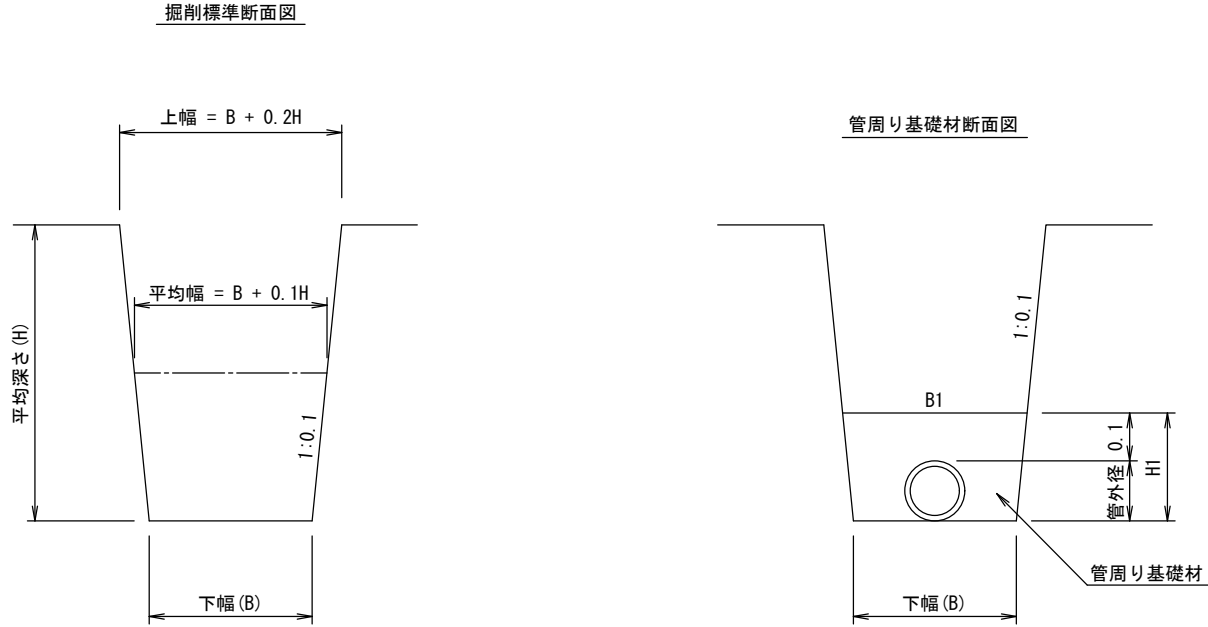 掘削標準断面図
上幅 = B + 0.2H
平均幅 = B + 0.1H
平均深さ(H)
1:0.1
下幅(B)
管周り基礎材断面図
1:0.1
B1
0.1
H1
管外径
管周り基礎材
下幅(B)